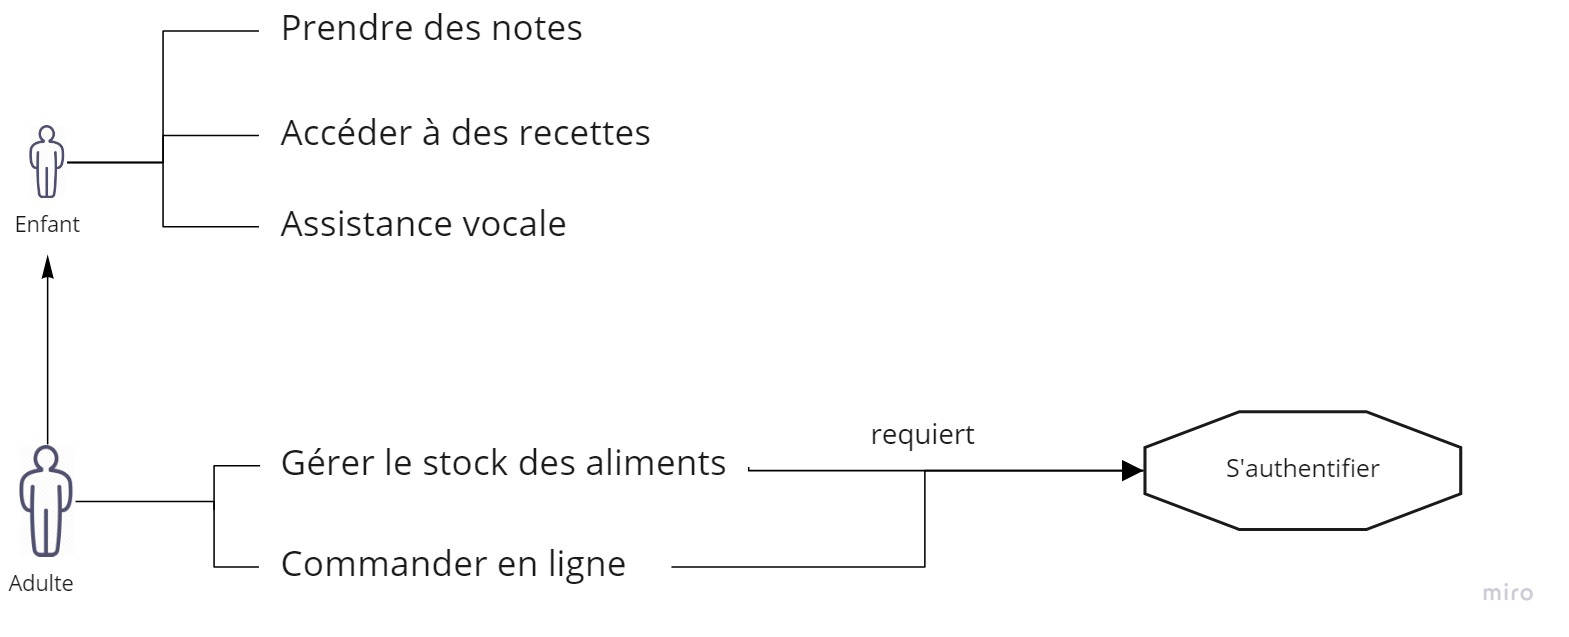 Prendre des notes
Accéder à des recettes
Enfant
Assistance vocale
requiert
Gérer le stock des aliments
S'authentifier
Commander en ligne
Adulte
miro